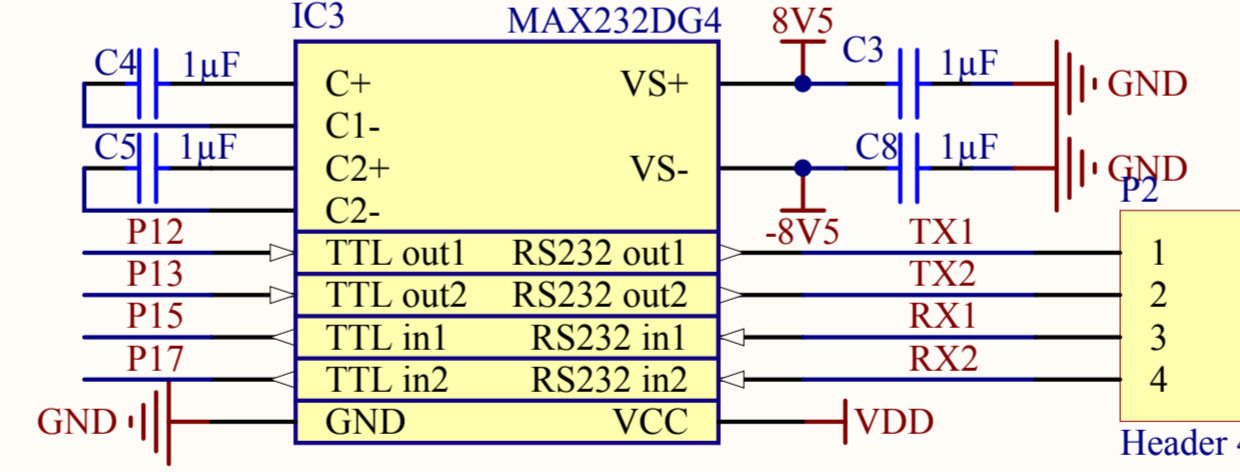 IC3 MAX232DG4 8V5
C4 1µF C+ VS+ C3 1µF GND
C1-
C5 1µF C2+ VS- C8 1µF GND
C2- P2
P12 TTL out1 RS232 out1 -8V5 TX1 1
P13 TTL out2 RS232 out2 TX2 2
P15 TTL in1 RS232 in1 RX1 3
P17 TTL in2 RS232 in2 RX2 4
GND GND VCC VDD
Header